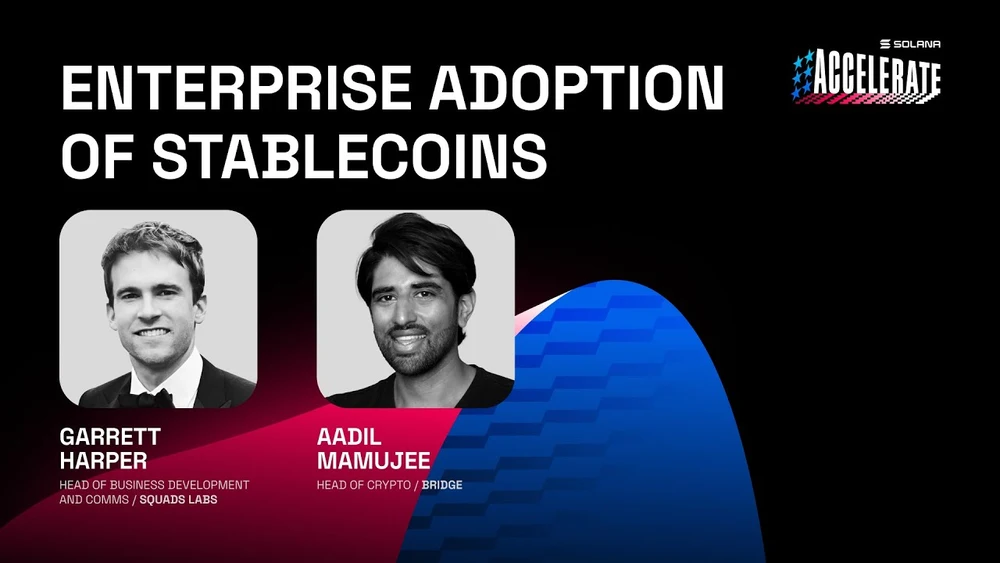 SOLANA
ACCELERATE
ENTERPRISE ADOPTION
OF STABLECOINS
GARRETT
HARPER
HEAD OF BUSINESS DEVELOPMENT
AND COMMS / SQUADS LABS
AADIL
MAMUJEE
HEAD OF CRYPTO / BRIDGE